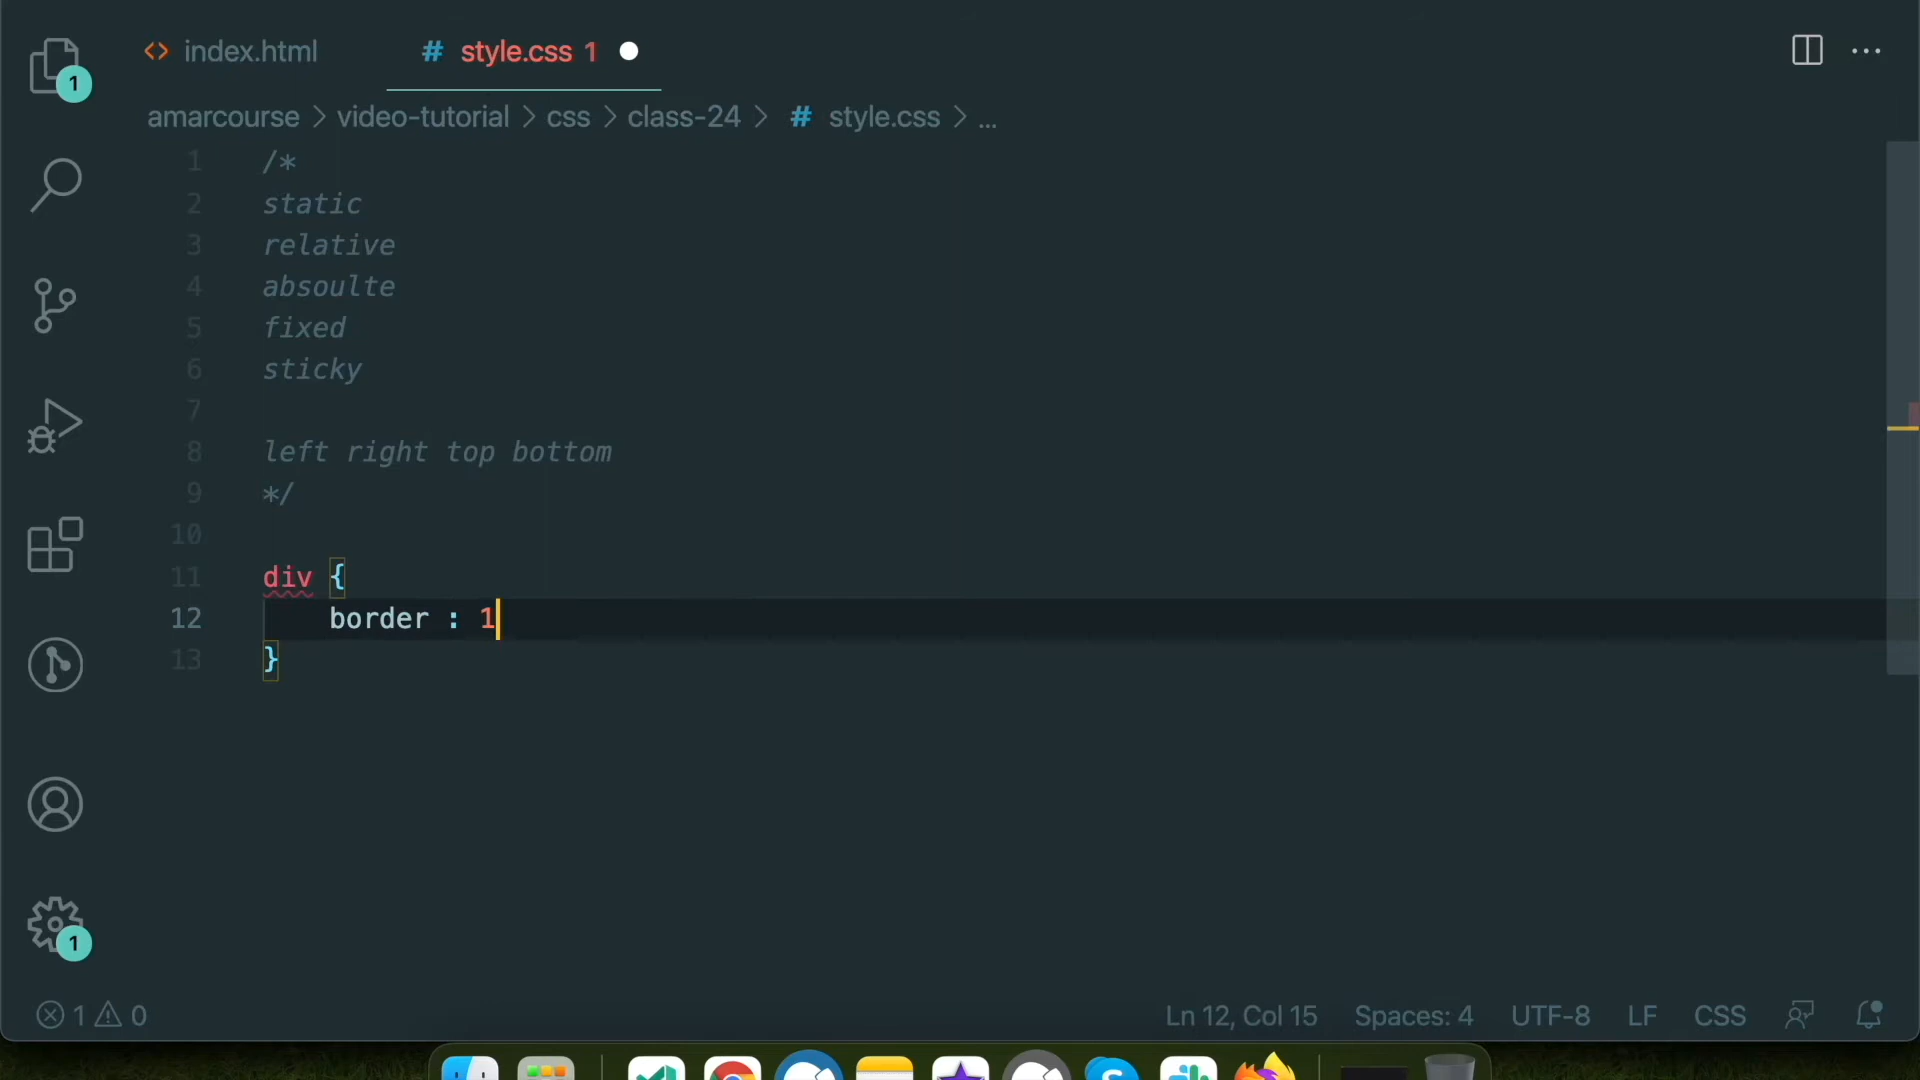 index.html
# style.css 1
amarcourse > video-tutorial > css > class-24 > # style.css > ...
1 /*
2 static
3 relative
4 absoulte
5 fixed
6 sticky
7
8 left right top bottom
9 */
10
11 div {
12 border : 1
13 }
1
1
1 0
Ln 12, Col 15 Spaces: 4 UTF-8 LF CSS